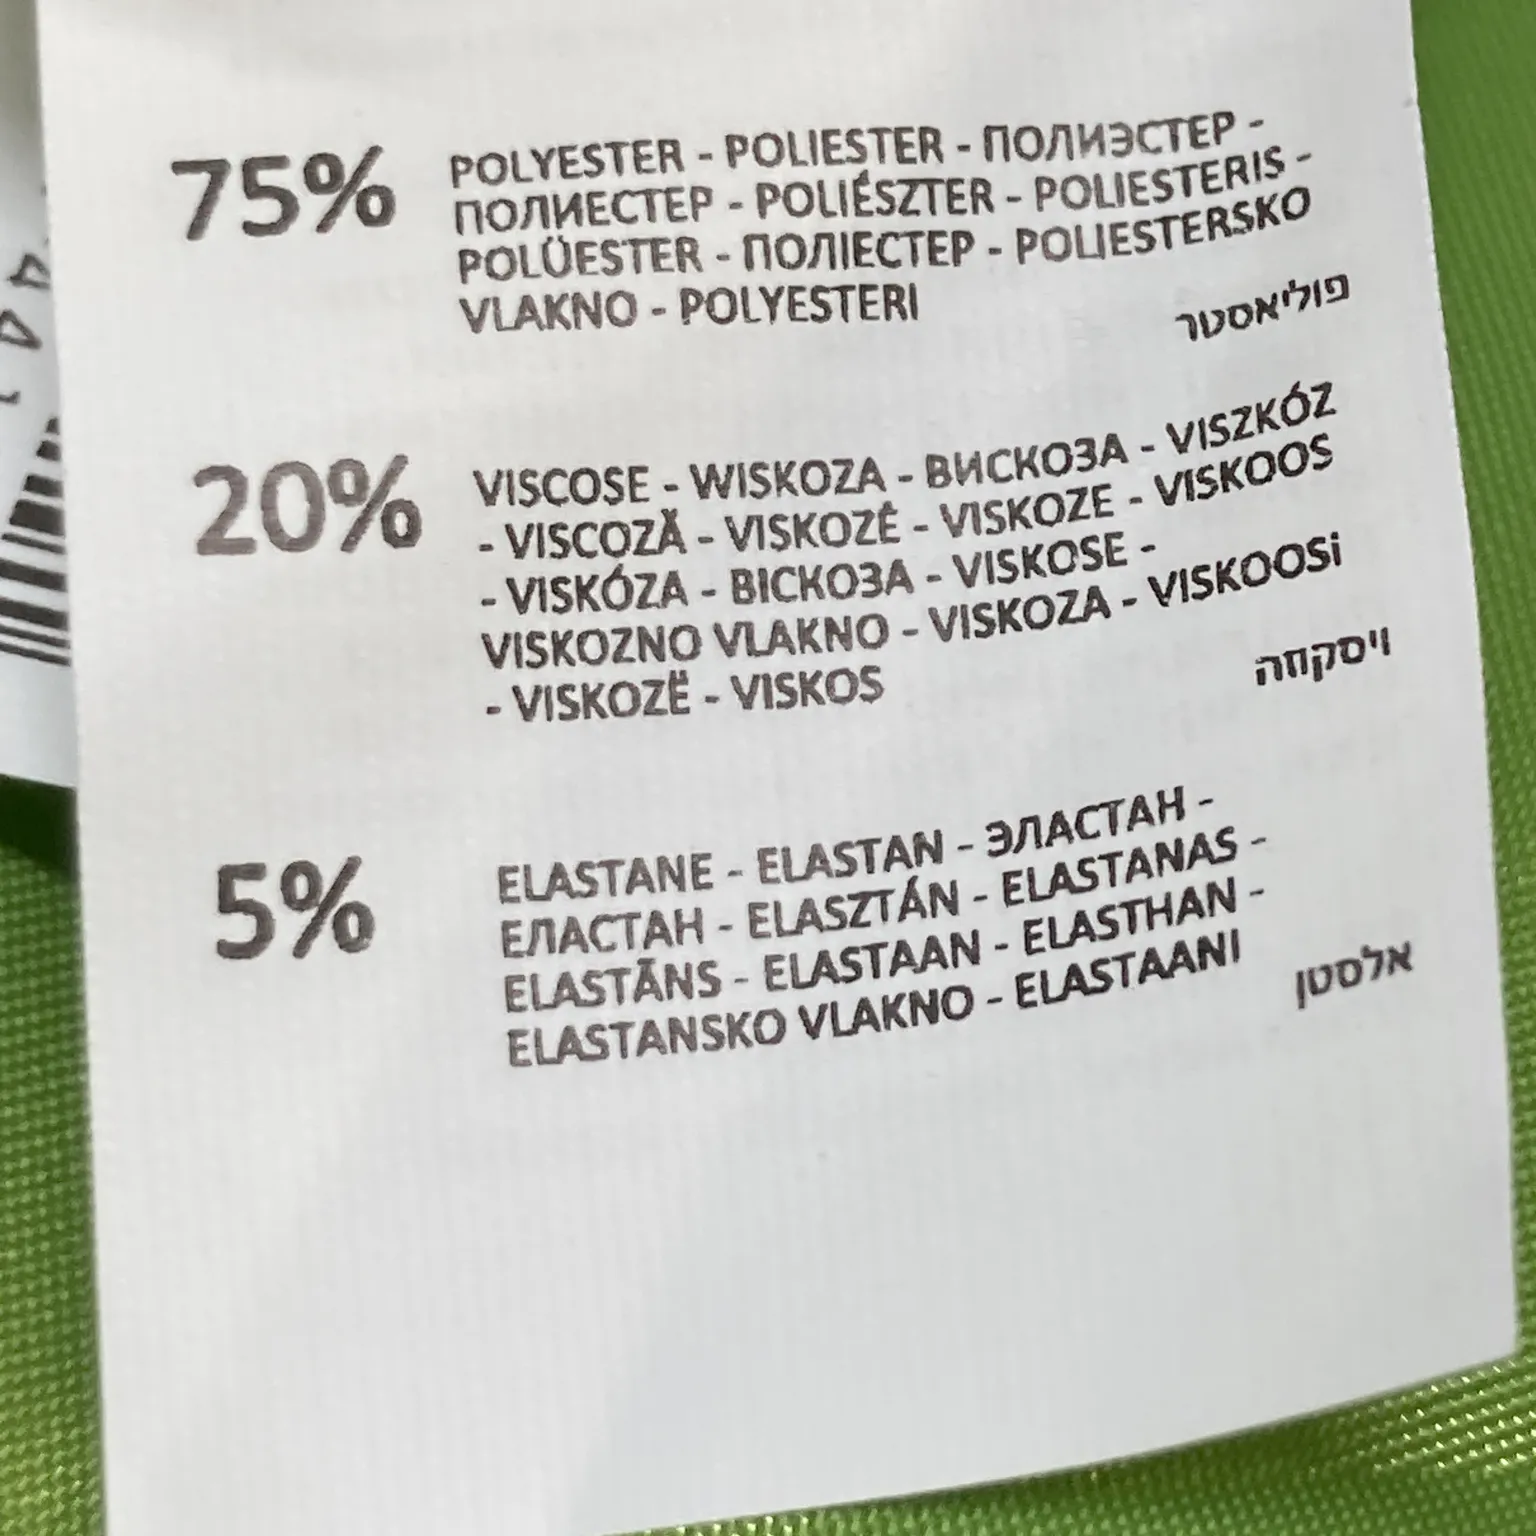 75% POLYESTER - POLIESTER - ПОЛИЭСТЕР -
ПОЛИЕСТЕР - POLIÉSZTER - POLIESTERIS -
POLÜESTER - ПОЛІЕСТЕР - POLIESTERSKO
VLAKNO - POLYESTERI
פוליאסטר
20% VISCOSE - WISKOZA - ВИСКОЗА - VISZKÓZ
- VISCOZĂ - VISKOZĖ - VISKOZE - VISKOOS
- VISKÓZA - ВІСКОЗА - VISKOSE -
VISKOZNO VLAKNO - VISKOZA - VISKOOSi
- VISKOZË - VISKOS
ויסקוזה
5% ELASTANE - ELASTAN - ЭЛАСТАН -
ЕЛАСТАН - ELASZTÁN - ELASTANAS -
ELASTĀNS - ELASTAAN - ELASTHAN -
ELASTANSKO VLAKNO - ELASTAANI
אלסטן